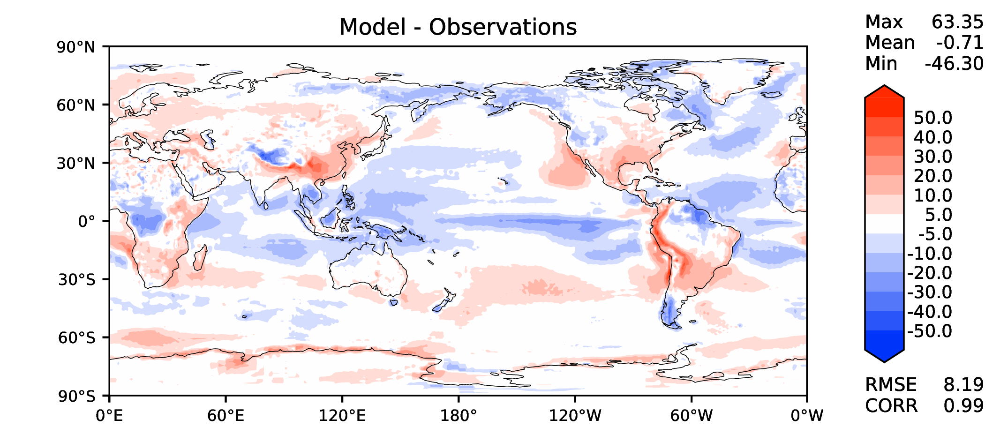 Model - Observations
Max 63.35
Mean -0.71
Min -46.30
90°N
60°N
30°N
0°
30°S
60°S
90°S
0°E 60°E 120°E 180° 120°W 60°W 0°W
50.0
40.0
30.0
20.0
10.0
5.0
-5.0
-10.0
-20.0
-30.0
-40.0
-50.0
RMSE 8.19
CORR 0.99